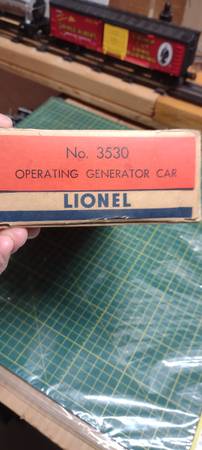 No. 3530
OPERATING GENERATOR CAR
LIONEL